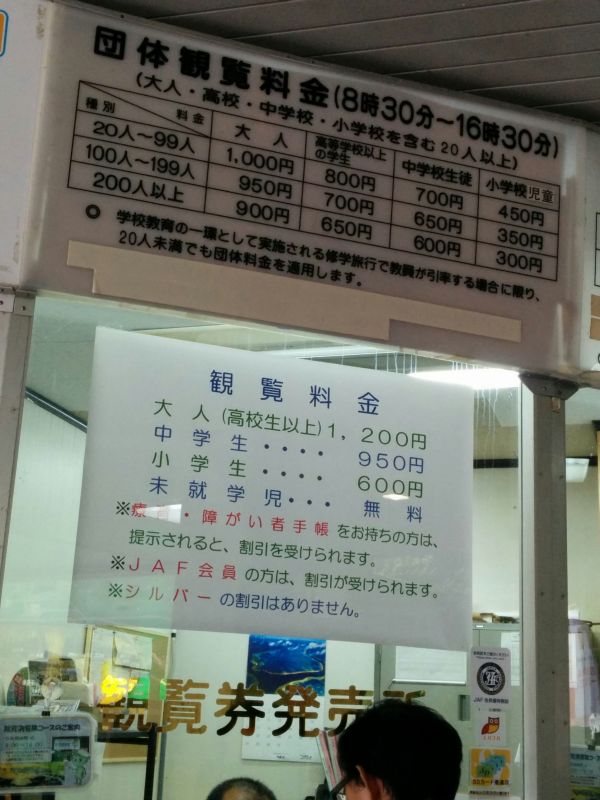 団体観覧料金(8時30分～16時30分)
(大人・高校・中学校・小学校を含む20人以上)
種別 料金 大人 高等学校以上の学生 中学校生徒 小学校児童
20人～99人 1,000円 800円 700円 450円
100人～199人 950円 700円 650円 350円
200人以上 900円 650円 600円 300円
◎ 学校教育の一環として実施される修学旅行で教員が引率する場合に限り、
20人未満でも団体料金を適用します。
観覧料金
大人(高校生以上)1，200円
中学生・・・・ 950円
小学生・・・・ 600円
未就学児・・・ 無料
※療・障がい者手帳をお持ちの方は、
提示されると、割引を受けられます。
※JAF会員の方は、割引が受けられます。
※シルバーの割引はありません。
観覧券発売所